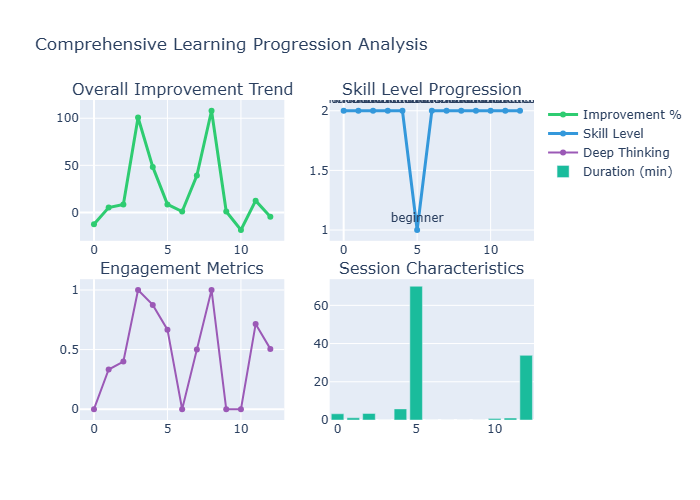 Comprehensive Learning Progression Analysis
Overall Improvement Trend
100
50
0
0 5 10
Skill Level Progression
2
1.5
1
beginner
0 5 10
Improvement %
Skill Level
Deep Thinking
Duration (min)
Engagement Metrics
1
0.5
0
0 5 10
Session Characteristics
60
40
20
0
0 5 10